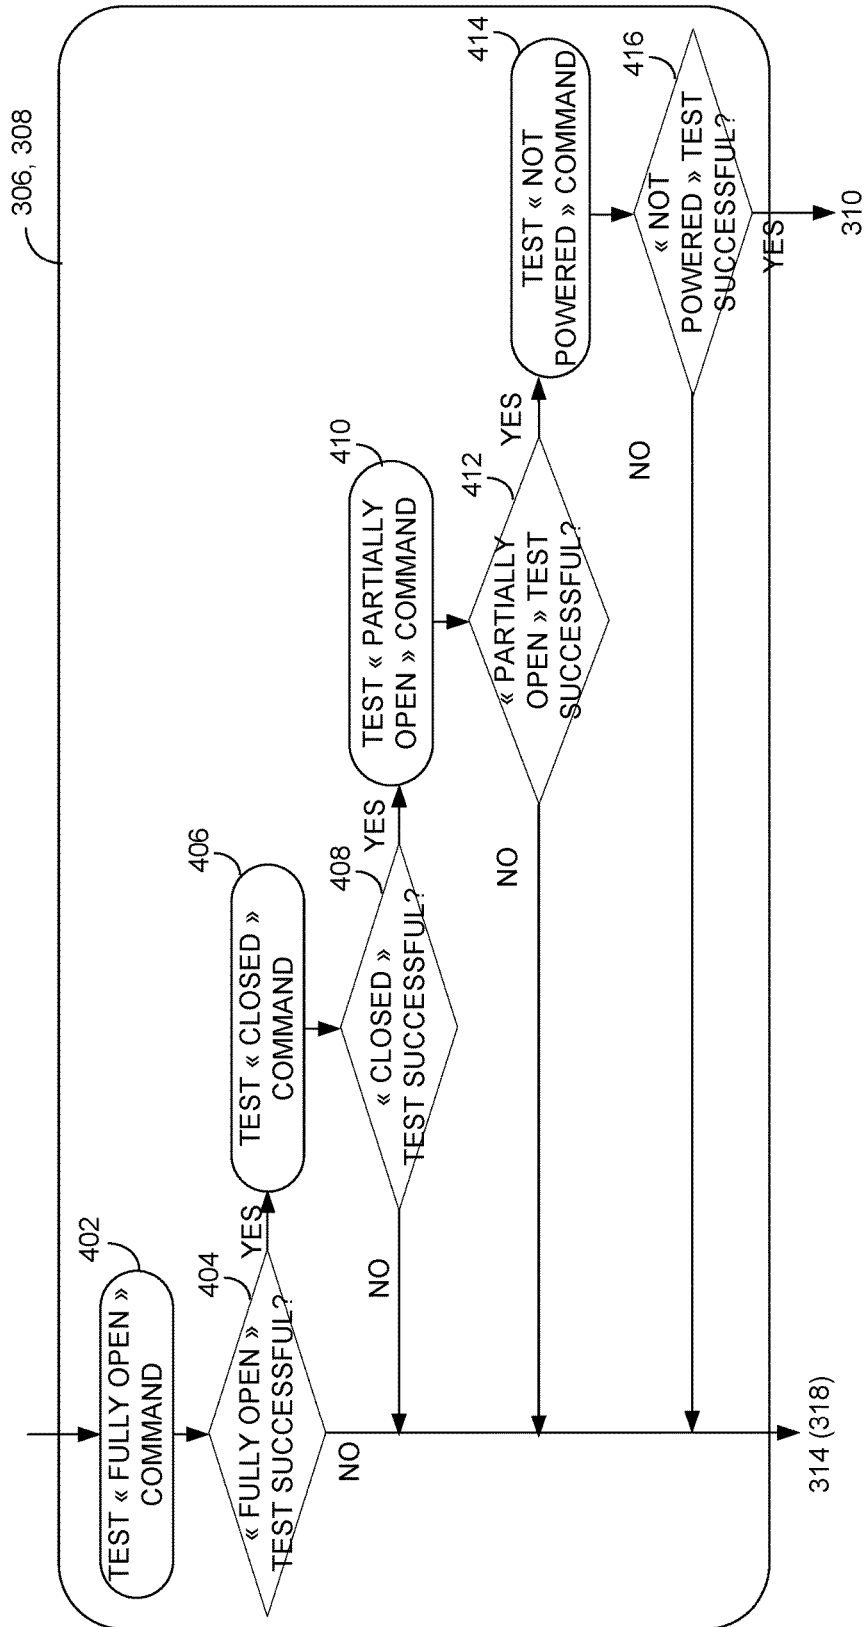 306, 308
402
TEST « FULLY OPEN »
COMMAND
404
« FULLY OPEN »
TEST SUCCESSFUL?
YES
NO
406
TEST « CLOSED »
COMMAND
408
« CLOSED »
TEST SUCCESSFUL?
YES
NO
410
TEST « PARTIALLY
OPEN » COMMAND
412
« PARTIALLY
OPEN » TEST
SUCCESSFUL?
YES
NO
414
TEST « NOT
POWERED » COMMAND
416
« NOT
POWERED » TEST
SUCCESSFUL?
YES
NO
310
314 (318)